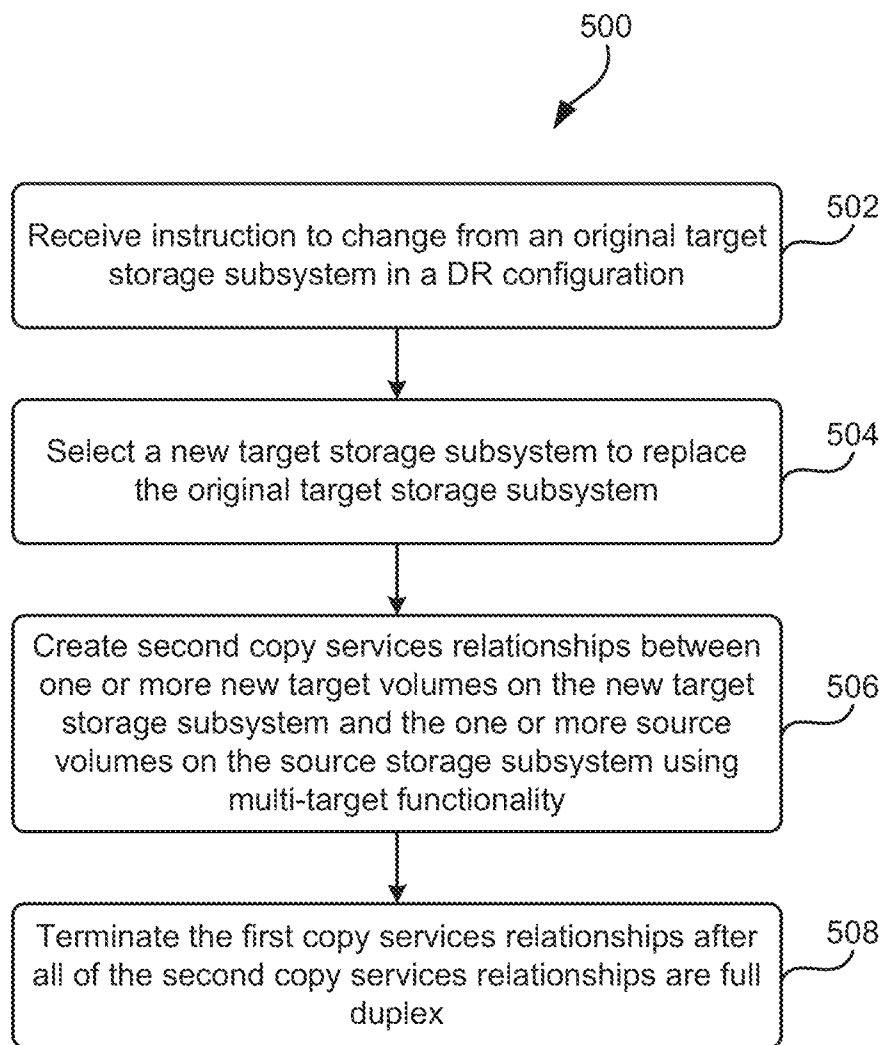 500
Receive instruction to change from an original target
storage subsystem in a DR configuration
502
Select a new target storage subsystem to replace
the original target storage subsystem
504
Create second copy services relationships between
one or more new target volumes on the new target
storage subsystem and the one or more source
volumes on the source storage subsystem using
multi-target functionality
506
Terminate the first copy services relationships after
all of the second copy services relationships are full
duplex
508